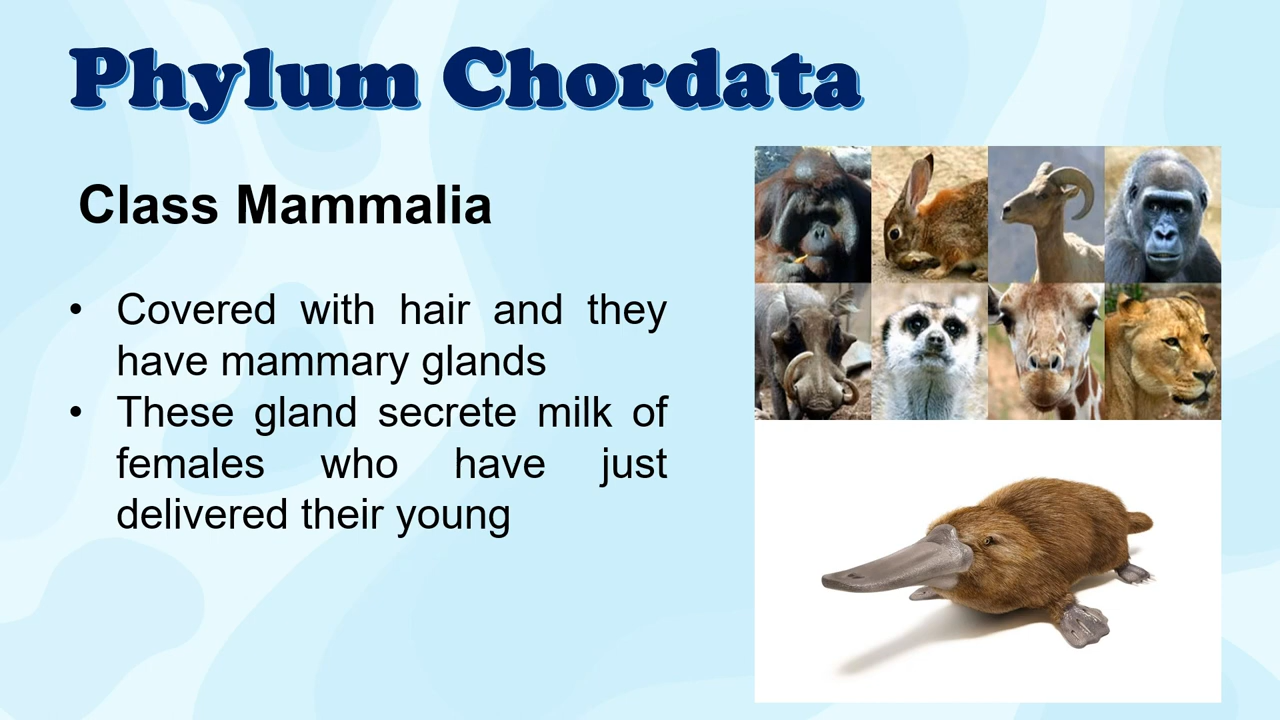 Phylum Chordata
Class Mammalia
• Covered with hair and they
have mammary glands
• These gland secrete milk of
females who have just
delivered their young